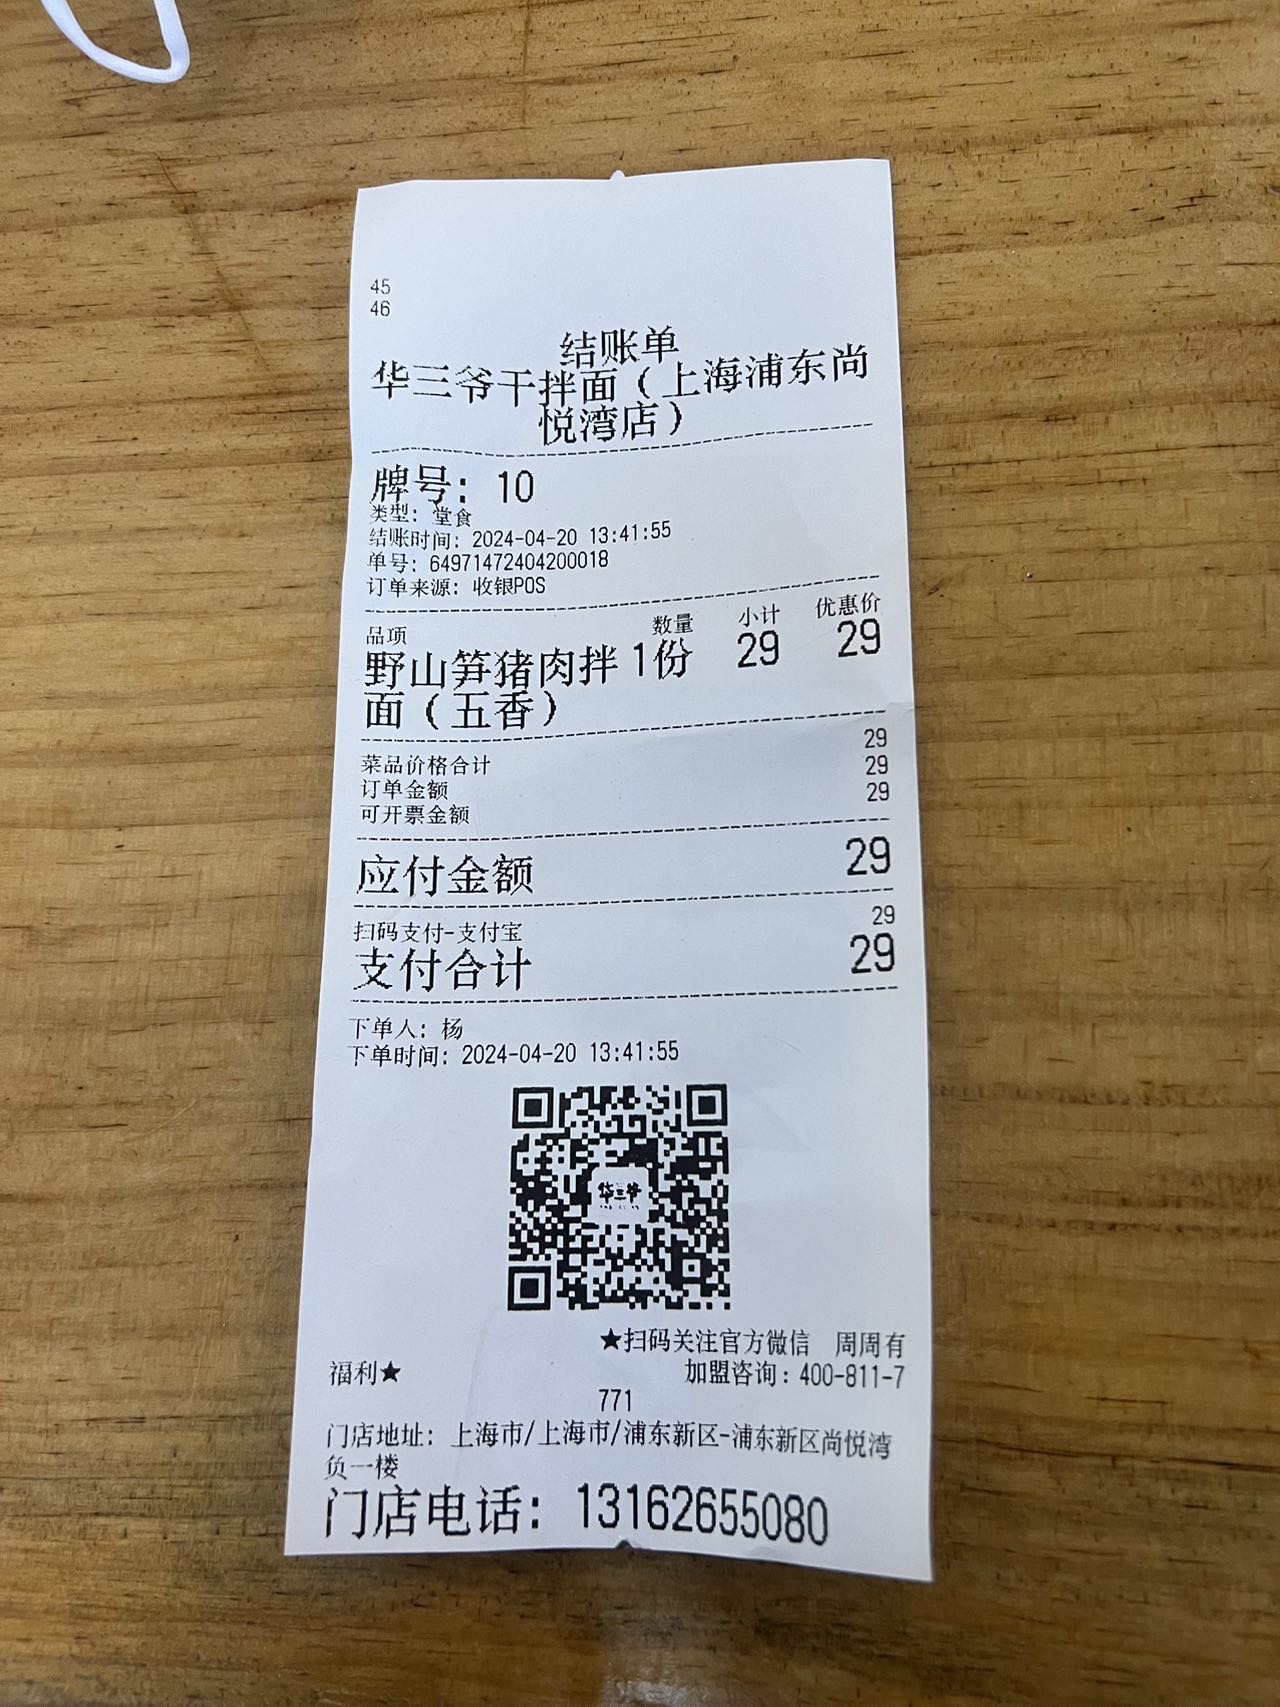 45
46
结账单
华三爷干拌面（上海浦东尚
悦湾店）
牌号: 10
类型: 堂食
结账时间: 2024-04-20 13:41:55
单号: 64971472404200018
订单来源: 收银POS
品项 数量 小计 优惠价
野山笋猪肉拌 1份 29 29
面（五香）
菜品价格合计 29
订单金额 29
可开票金额 29
应付金额 29
扫码支付-支付宝 29
支付合计 29
下单人: 杨
下单时间: 2024-04-20 13:41:55
华三爷
★扫码关注官方微信 周周有
福利★ 加盟咨询: 400-811-7
771
门店地址: 上海市/上海市/浦东新区-浦东新区尚悦湾
负一楼
门店电话: 13162655080